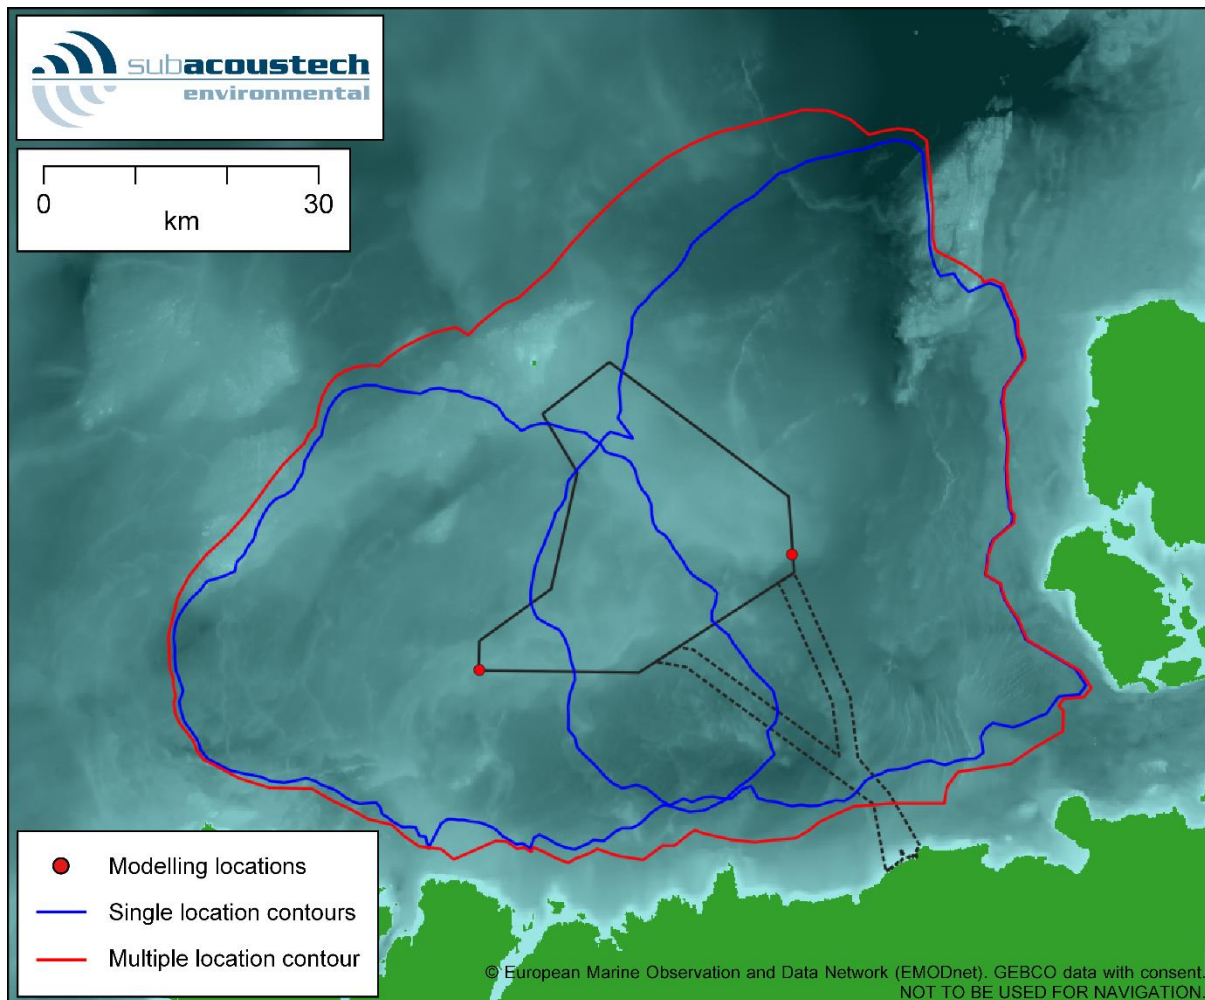 subacoustech
environmental
0 30
km
Modelling locations
Single location contours
Multiple location contour
© European Marine Observation and Data Network (EMODnet). GEBCO data with consent.
NOT TO BE USED FOR NAVIGATION.